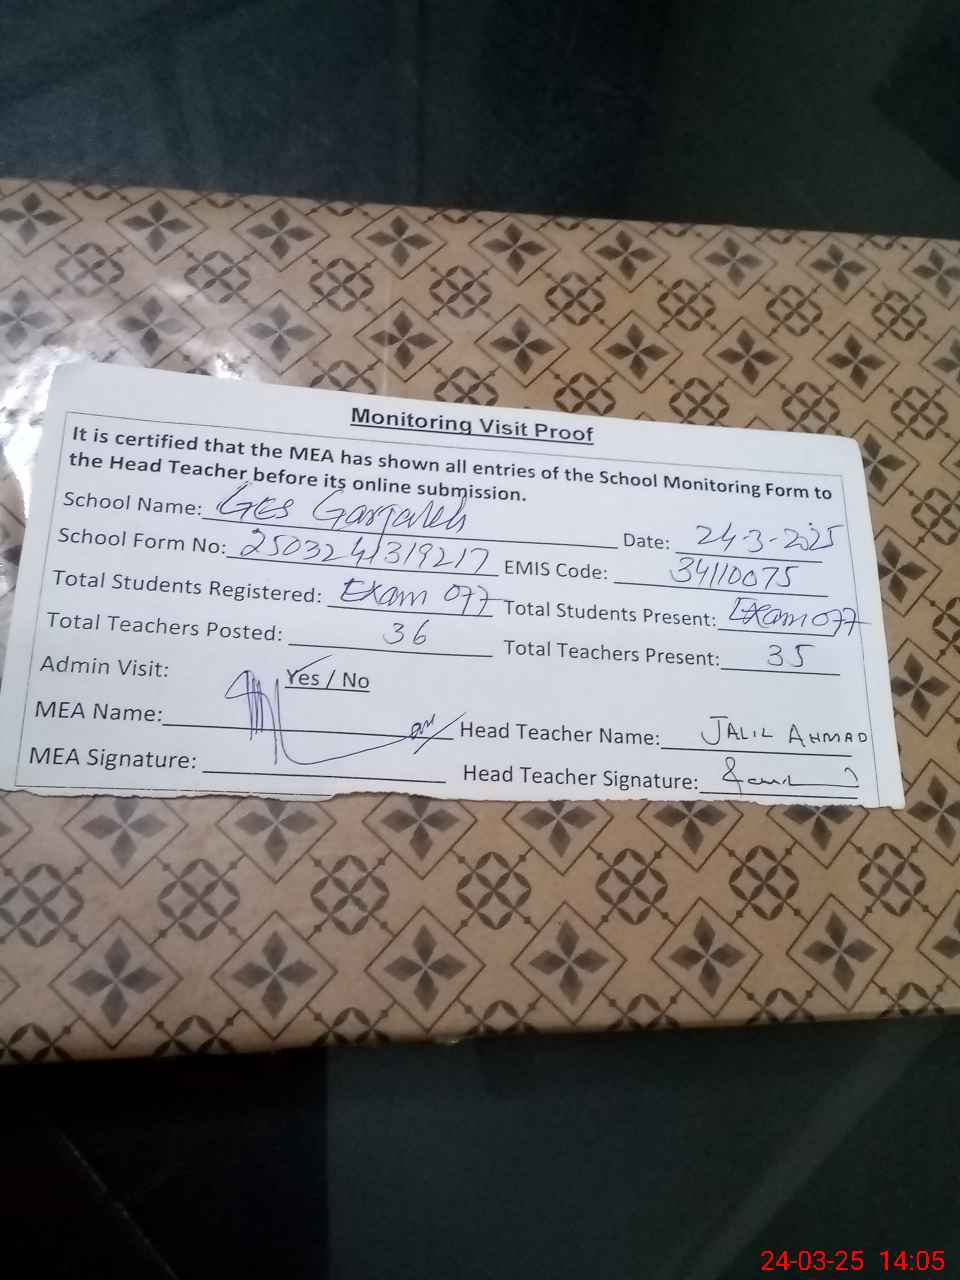 Monitoring Visit Proof
It is certified that the MEA has shown all entries of the School Monitoring Form to
the Head Teacher before its online submission.
School Name: GES Date: 24-3-2025
School Form No: 2503241319217 EMIS Code: 34110075
Total Students Registered: Exam 077 Total Students Present: Exam 077
Total Teachers Posted: 36 Total Teachers Present: 35
Admin Visit: Yes / No
MEA Name: Head Teacher Name: JALIL AHMAD
MEA Signature: Head Teacher Signature:
24-03-25 14:05